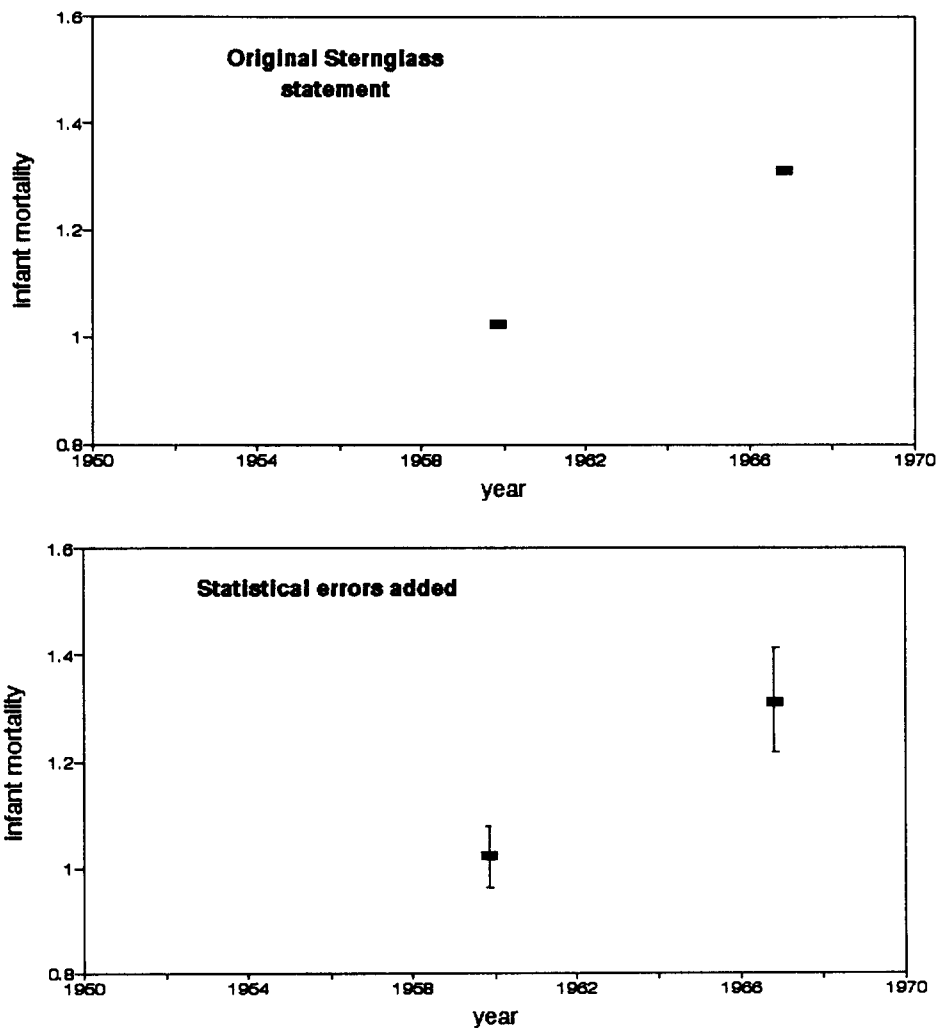 1.6
Original Sternglass
statement
1.4
infant mortality
1.2
1
0.8
1950 1954 1958 1962 1966 1970
year
1.6
Statistical errors added
1.4
infant mortality
1.2
1
0.8
1950 1954 1958 1962 1966 1970
year